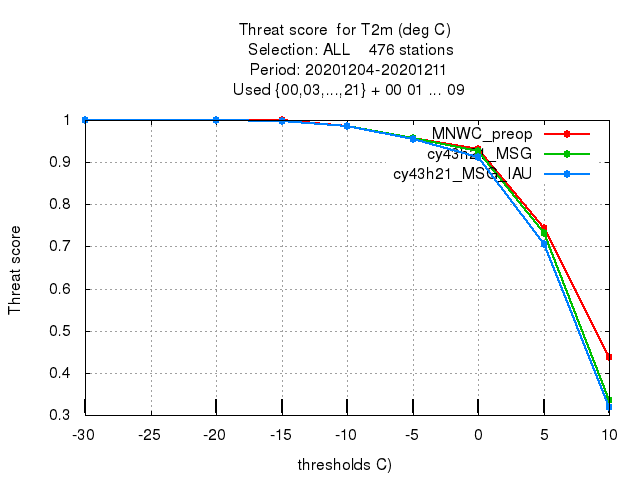 Threat score  for T2m (deg C)
Selection: ALL    476 stations
Period: 20201204-20201211
Used {00,03,...,21} + 00 01 ... 09
MNWC_preop
cy43h21_MSG
cy43h21_MSG_IAU
1
0.9
0.8
0.7
0.6
0.5
0.4
0.3
Threat score
-30 -25 -20 -15 -10 -5 0 5 10
thresholds C)